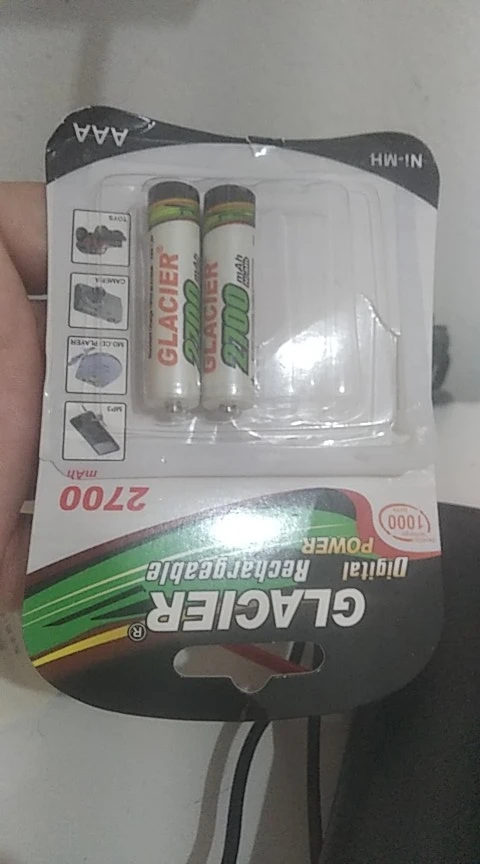 GLACIER®
Digital Rechargeable
POWER
1000
2700
mAh
MP3
MD.CD PLAYER
CAMERA
TOYS
GLACIER®
2700
mAh
GLACIER
2700
mAh
Ni-MH
AAA